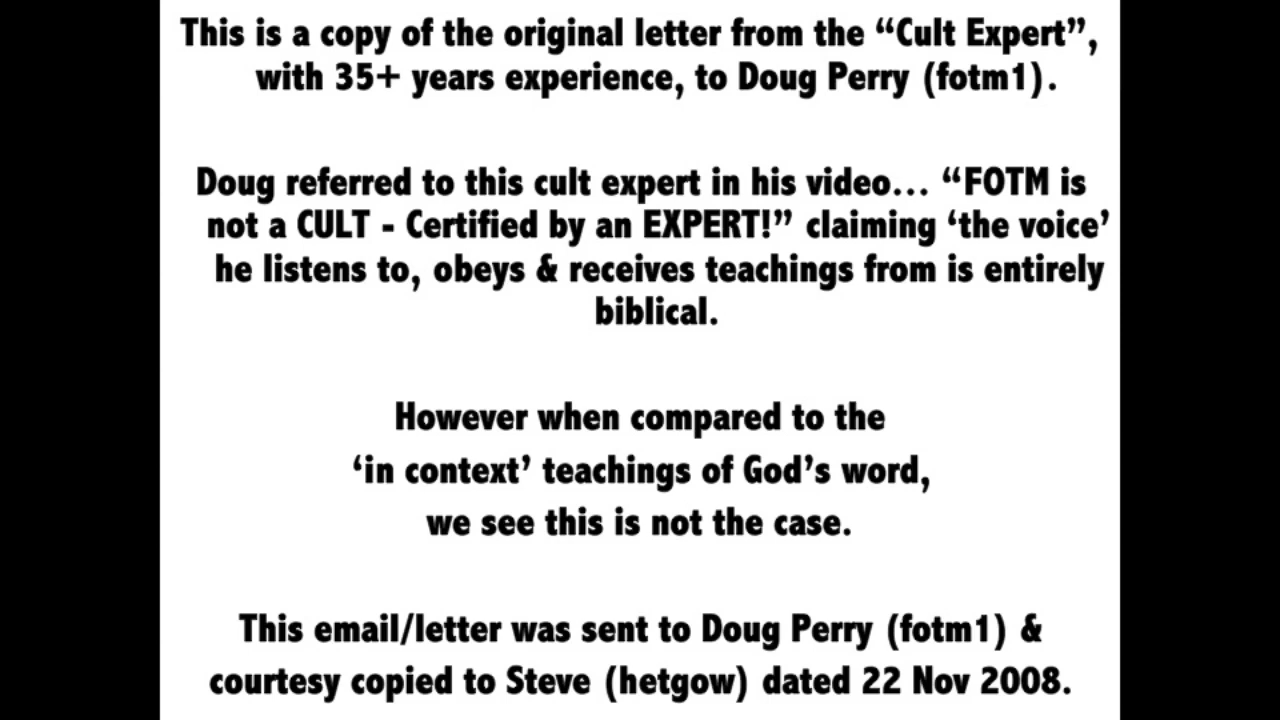 This is a copy of the original letter from the “Cult Expert”,
with 35+ years experience, to Doug Perry (fotm1).
Doug referred to this cult expert in his video... “FOTM is
not a CULT - Certified by an EXPERT!” claiming ‘the voice’
he listens to, obeys & receives teachings from is entirely
biblical.
However when compared to the
‘in context’ teachings of God’s word,
we see this is not the case.
This email/letter was sent to Doug Perry (fotm1) &
courtesy copied to Steve (hetgow) dated 22 Nov 2008.